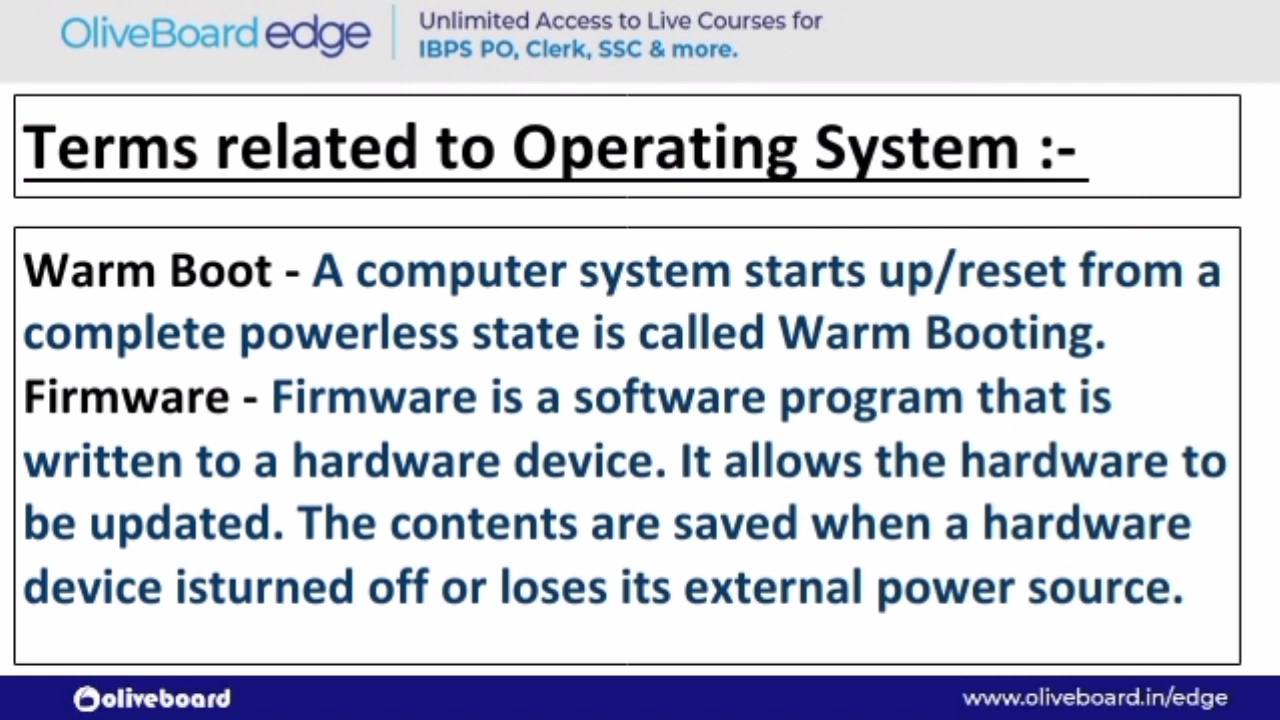 OliveBoard edge
Unlimited Access to Live Courses for
IBPS PO, Clerk, SSC & more.
Terms related to Operating System :-
Warm Boot - A computer system starts up/reset from a
complete powerless state is called Warm Booting.
Firmware - Firmware is a software program that is
written to a hardware device. It allows the hardware to
be updated. The contents are saved when a hardware
device isturned off or loses its external power source.
oliveboard
www.oliveboard.in/edge